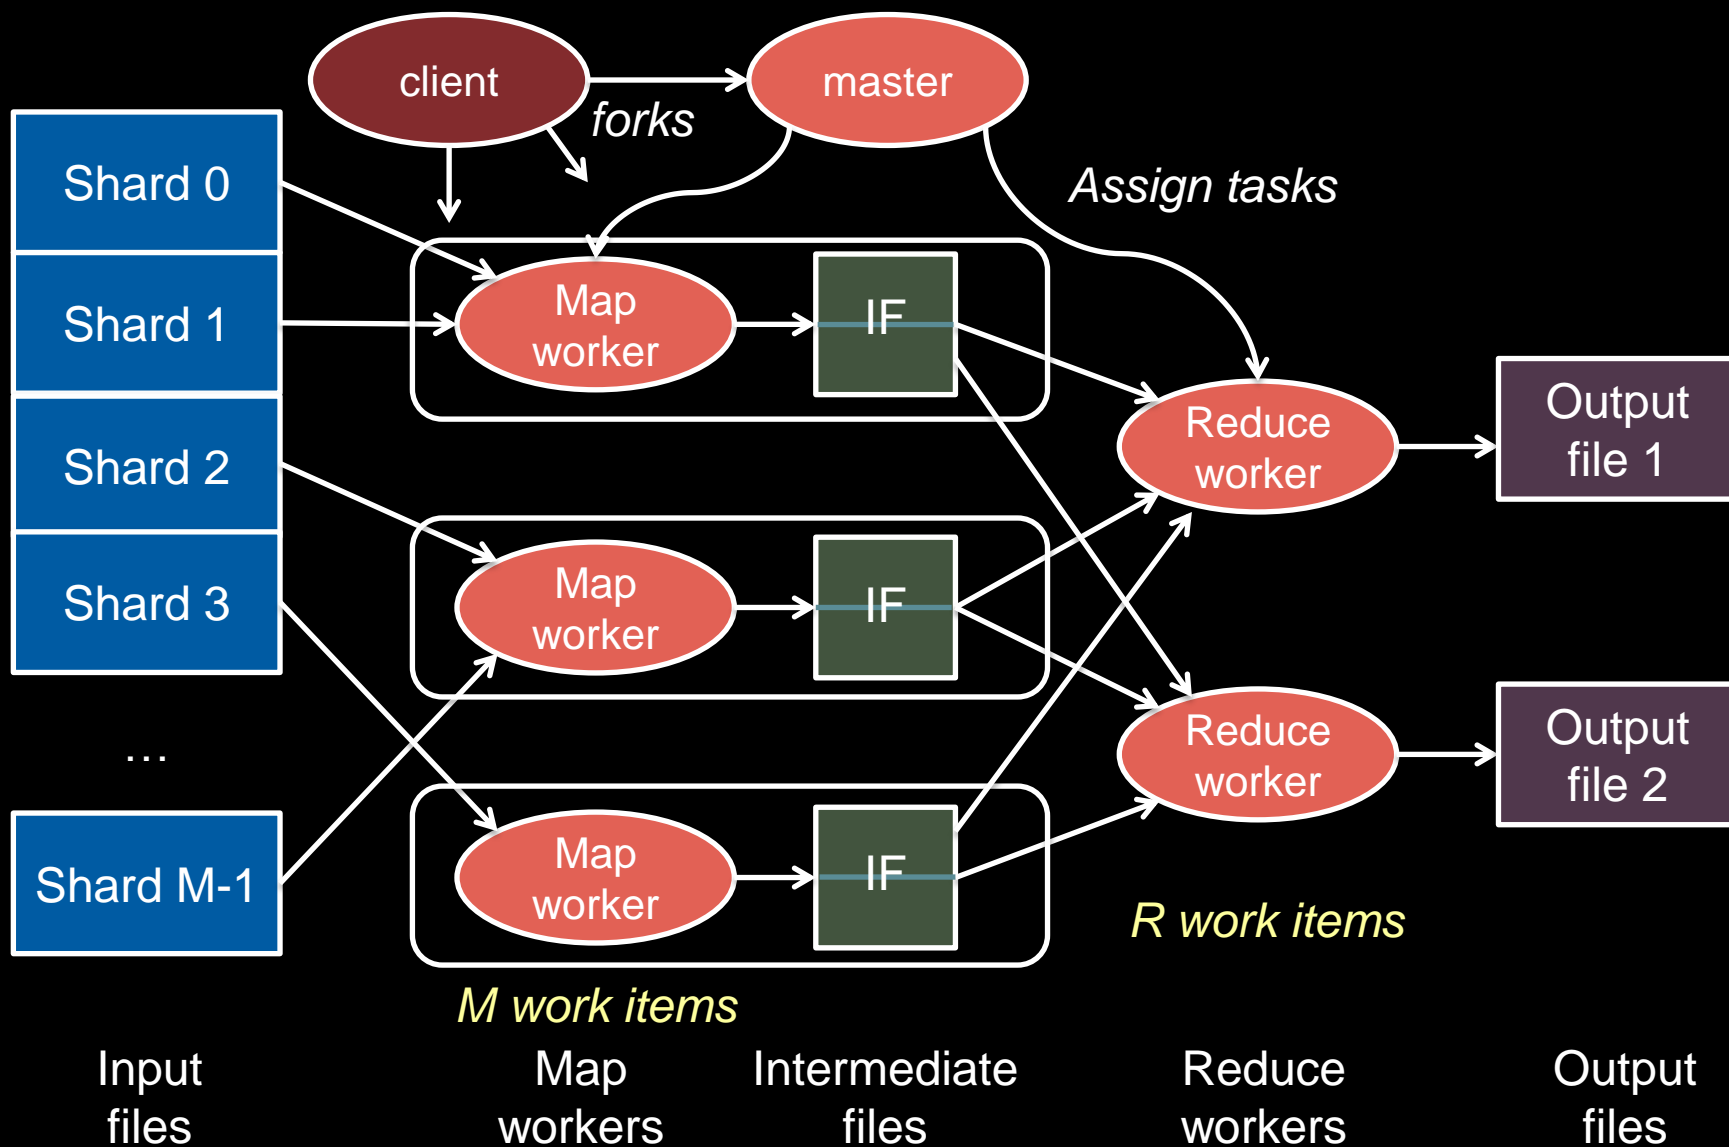 client
master
forks
Assign tasks
Shard 0
Shard 1
Shard 2
Shard 3
...
Shard M-1
Map
worker
IF
Map
worker
IF
Map
worker
IF
Reduce
worker
Reduce
worker
Output
file 1
Output
file 2
R work items
M work items
Input
files
Map
workers
Intermediate
files
Reduce
workers
Output
files